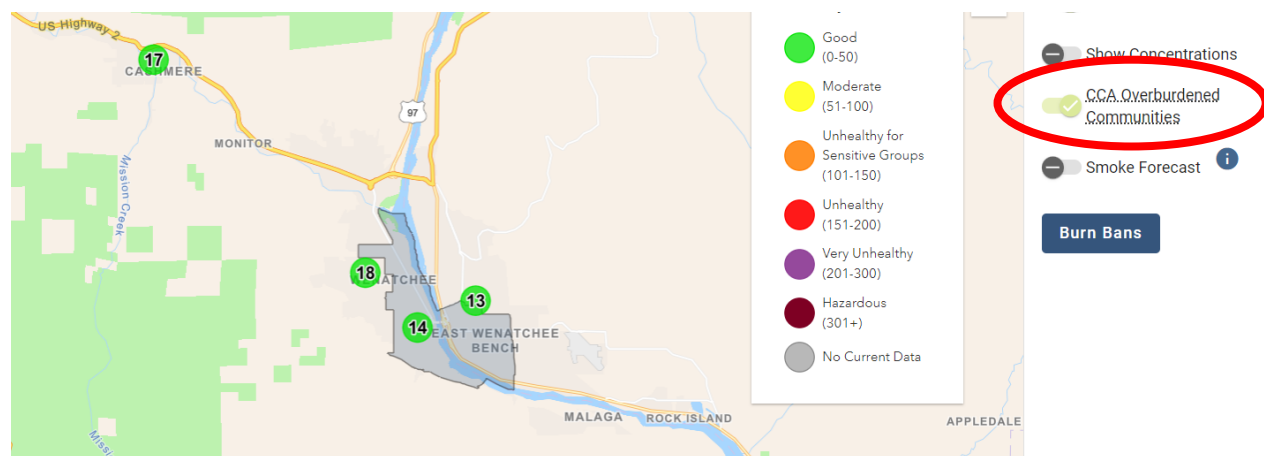 US Highway 2
17
CASHMERE
97
MONITOR
Mission Creek
18
WENATCHEE
13
14
EAST WENATCHEE
BENCH
MALAGA
ROCK ISLAND
APPLEDALE
Good
(0-50)
Moderate
(51-100)
Unhealthy for
Sensitive Groups
(101-150)
Unhealthy
(151-200)
Very Unhealthy
(201-300)
Hazardous
(301+)
No Current Data
Show Concentrations
CCA Overburdened
Communities
Smoke Forecast
i
Burn Bans